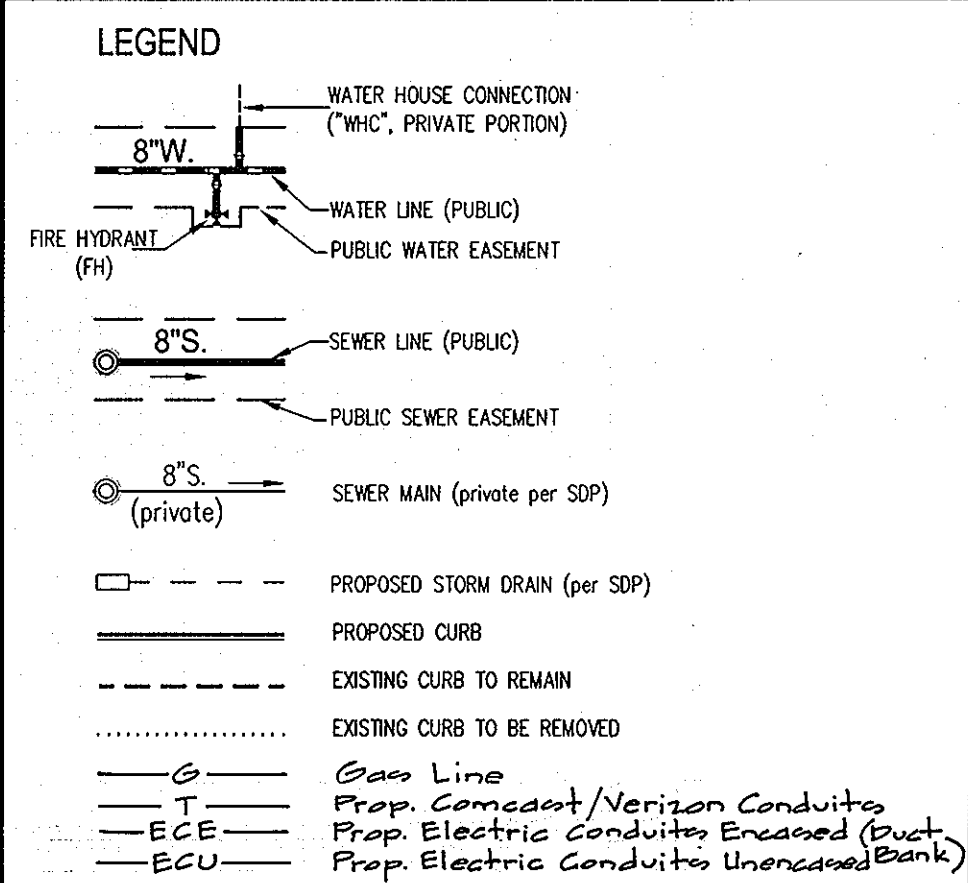 LEGEND
WATER HOUSE CONNECTION
("WHC", PRIVATE PORTION)
8"W.
WATER LINE (PUBLIC)
FIRE HYDRANT
(FH)
PUBLIC WATER EASEMENT
8"S.
SEWER LINE (PUBLIC)
PUBLIC SEWER EASEMENT
8"S.
(private)
SEWER MAIN (private per SDP)
PROPOSED STORM DRAIN (per SDP)
PROPOSED CURB
EXISTING CURB TO REMAIN
EXISTING CURB TO BE REMOVED
G Gas Line
T Prop. Comcast/Verizon Conduits
ECE Prop. Electric Conduits Encased (Duct Bank)
ECU Prop. Electric Conduits Unencased